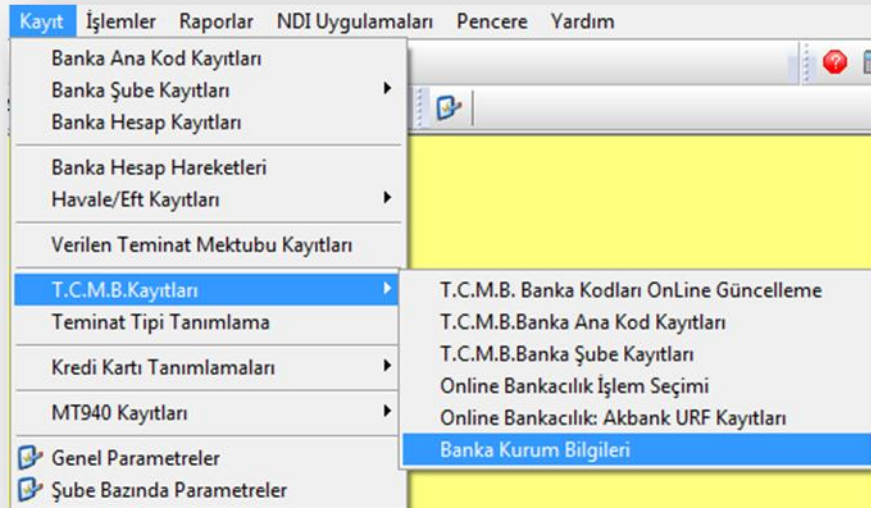 Kayıt İşlemler Raporlar NDI Uygulamaları Pencere Yardım
Banka Ana Kod Kayıtları
Banka Şube Kayıtları
Banka Hesap Kayıtları
Banka Hesap Hareketleri
Havale/Eft Kayıtları
Verilen Teminat Mektubu Kayıtları
T.C.M.B.Kayıtları
Teminat Tipi Tanımlama
Kredi Kartı Tanımlamaları
MT940 Kayıtları
Genel Parametreler
Şube Bazında Parametreler
T.C.M.B. Banka Kodları OnLine Güncelleme
T.C.M.B.Banka Ana Kod Kayıtları
T.C.M.B.Banka Şube Kayıtları
Online Bankacılık İşlem Seçimi
Online Bankacılık: Akbank URF Kayıtları
Banka Kurum Bilgileri